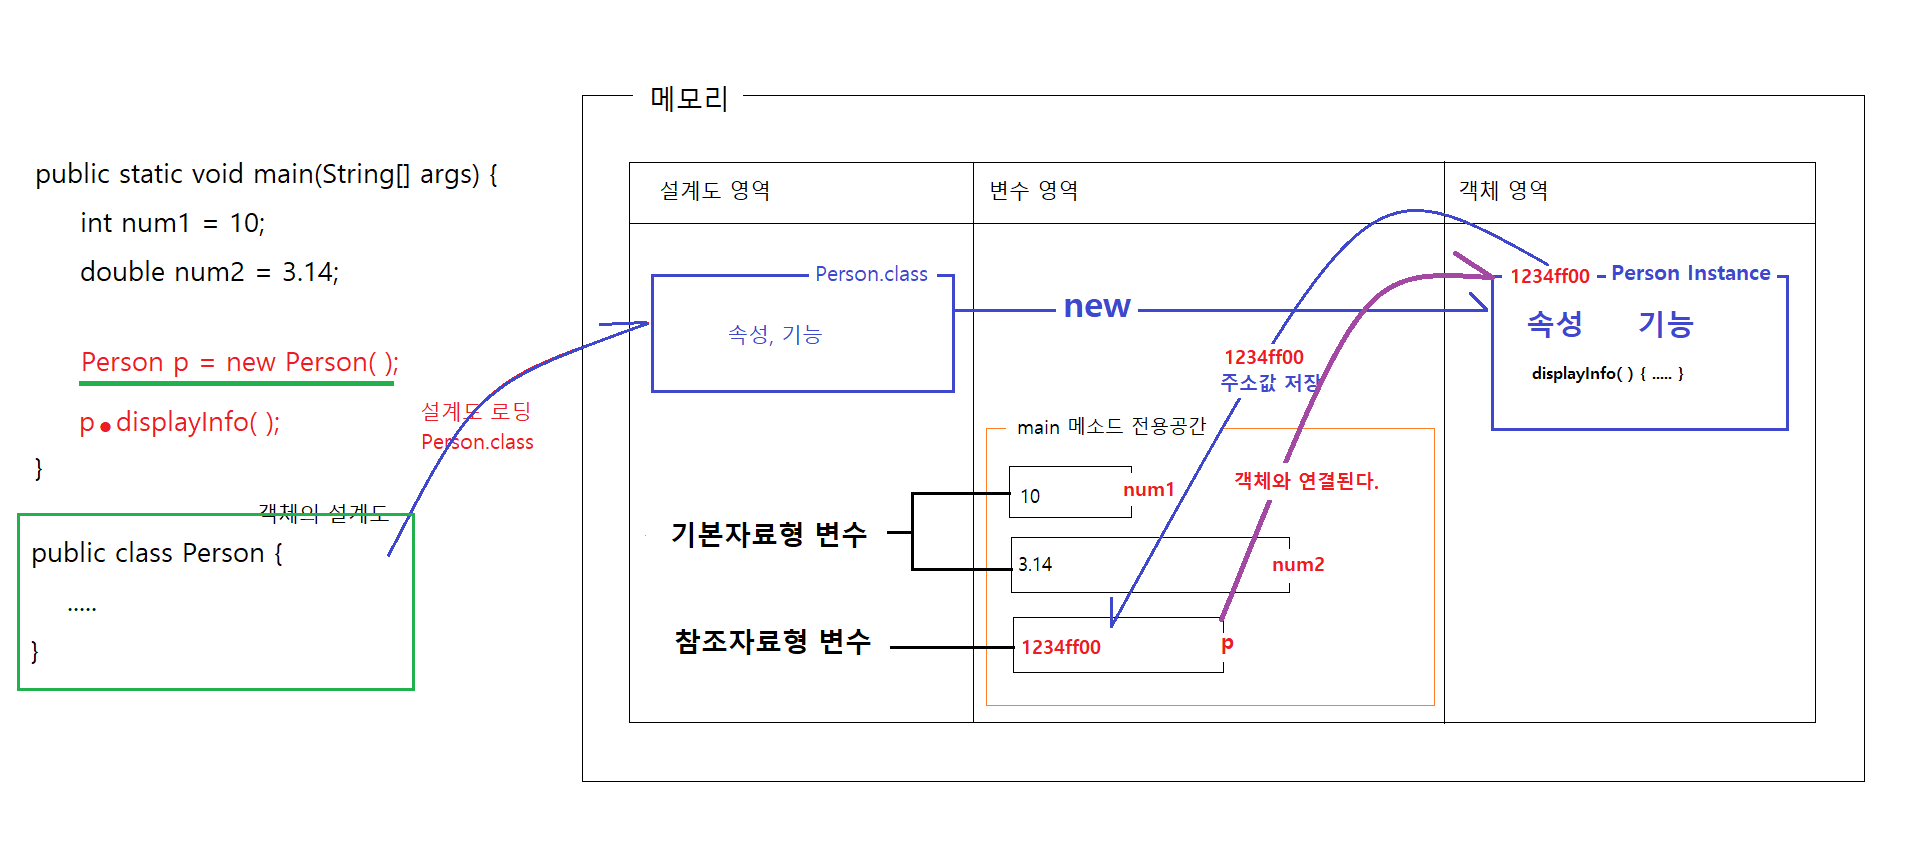 메모리
public static void main(String[] args) {
int num1 = 10;
double num2 = 3.14;
Person p = new Person( );
p.displayInfo( );
}
설계도 로딩
Person.class
객체의 설계도
public class Person {
.....
}
설계도 영역
변수 영역
객체 영역
Person.class
속성, 기능
new
1234ff00
Person Instance
속성 기능
displayInfo( ) { ..... }
1234ff00
주소값 저장
main 메소드 전용공간
객체와 연결된다.
기본자료형 변수
10
num1
3.14
num2
참조자료형 변수
1234ff00
p